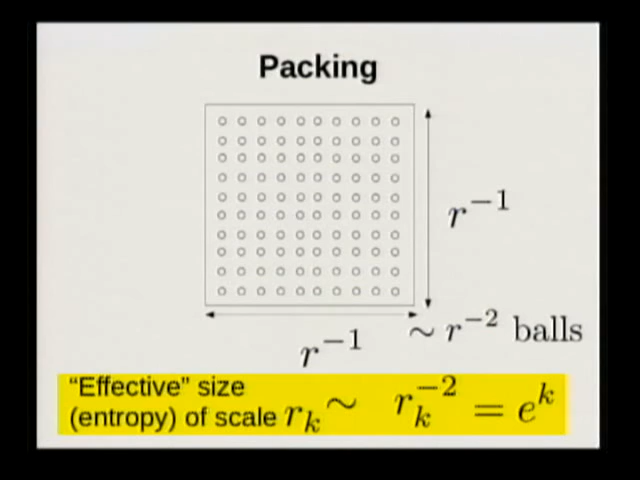 Packing
r^{-1}
r^{-1}
~ r^{-2} balls
“Effective” size
(entropy) of scale r_k ~ r_k^{-2} = e^k